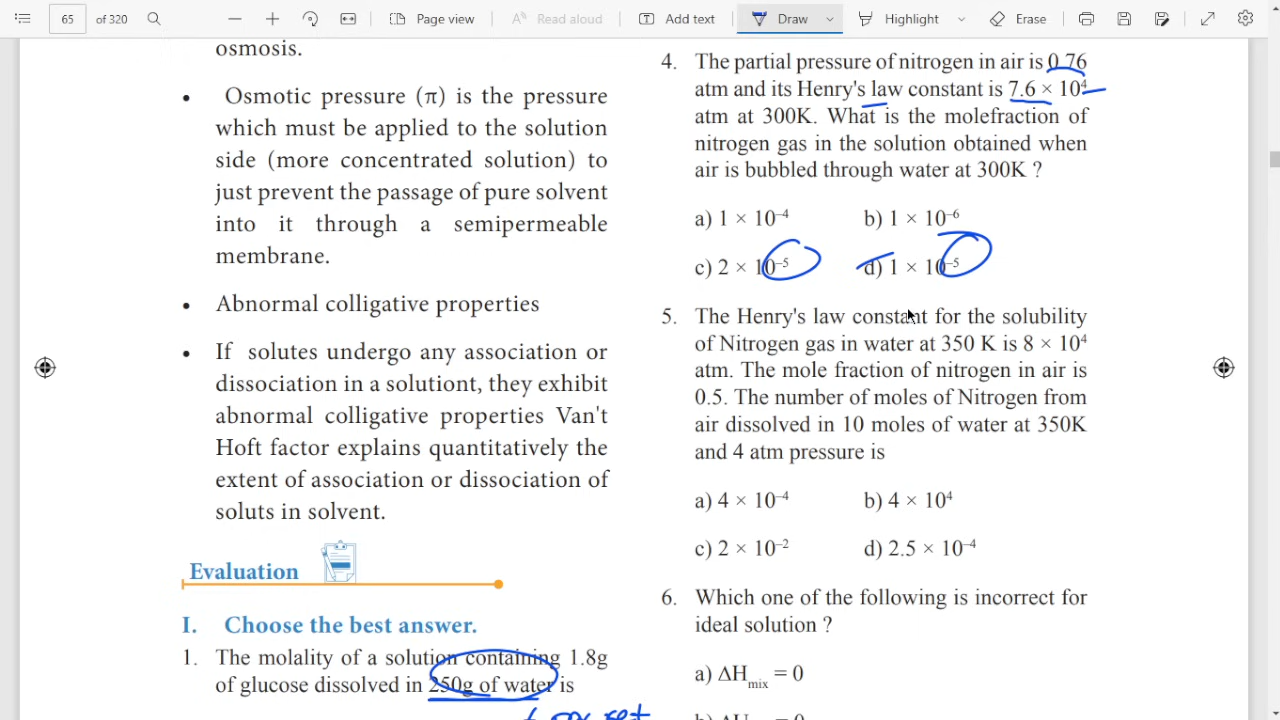 65
of 320
Page view
Read aloud
Add text
Draw
Highlight
Erase
osmosis.
• Osmotic pressure (π) is the pressure
which must be applied to the solution
side (more concentrated solution) to
just prevent the passage of pure solvent
into it through a semipermeable
membrane.
• Abnormal colligative properties
• If solutes undergo any association or
dissociation in a solutiont, they exhibit
abnormal colligative properties Van't
Hoft factor explains quantitatively the
extent of association or dissociation of
soluts in solvent.
Evaluation
I. Choose the best answer.
1. The molality of a solution containing 1.8g
of glucose dissolved in 250g of water is
4. The partial pressure of nitrogen in air is 0.76
atm and its Henry's law constant is 7.6 × 10⁴
atm at 300K. What is the molefraction of
nitrogen gas in the solution obtained when
air is bubbled through water at 300K ?
a) 1 × 10⁻⁴ b) 1 × 10⁻⁶
c) 2 × 10⁻⁵ d) 1 × 10⁻⁵
5. The Henry's law constant for the solubility
of Nitrogen gas in water at 350 K is 8 × 10⁴
atm. The mole fraction of nitrogen in air is
0.5. The number of moles of Nitrogen from
air dissolved in 10 moles of water at 350K
and 4 atm pressure is
a) 4 × 10⁻⁴ b) 4 × 10⁴
c) 2 × 10⁻² d) 2.5 × 10⁻⁴
6. Which one of the following is incorrect for
ideal solution ?
a) ΔHmix = 0